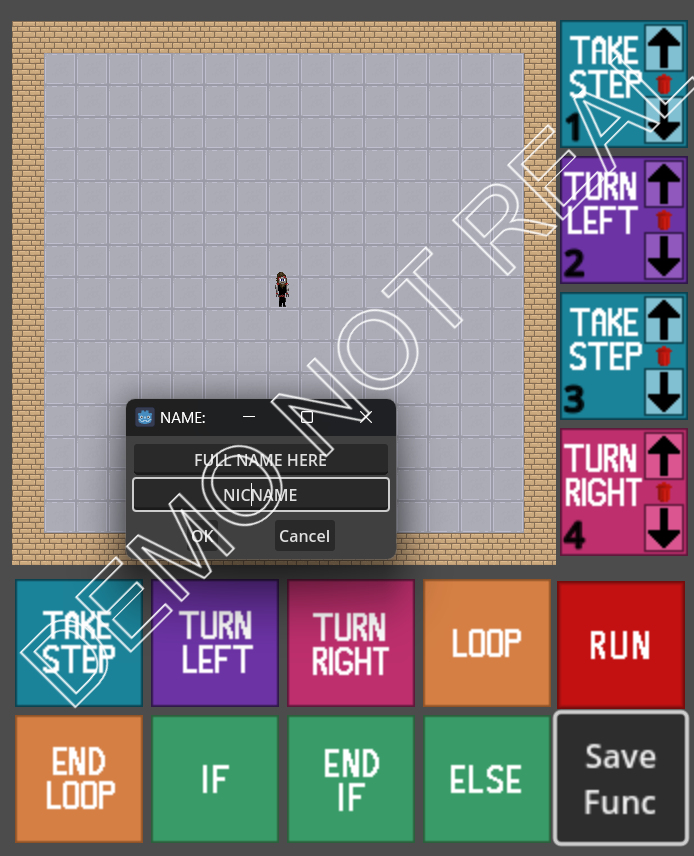 TAKE
STEP
1
TURN
LEFT
2
TAKE
STEP
3
TURN
RIGHT
4
NAME:
FULL NAME HERE
NICNAME
OK
Cancel
DEMO NOT REAL
TAKE
STEP
TURN
LEFT
TURN
RIGHT
LOOP
RUN
END
LOOP
IF
END
IF
ELSE
Save
Func